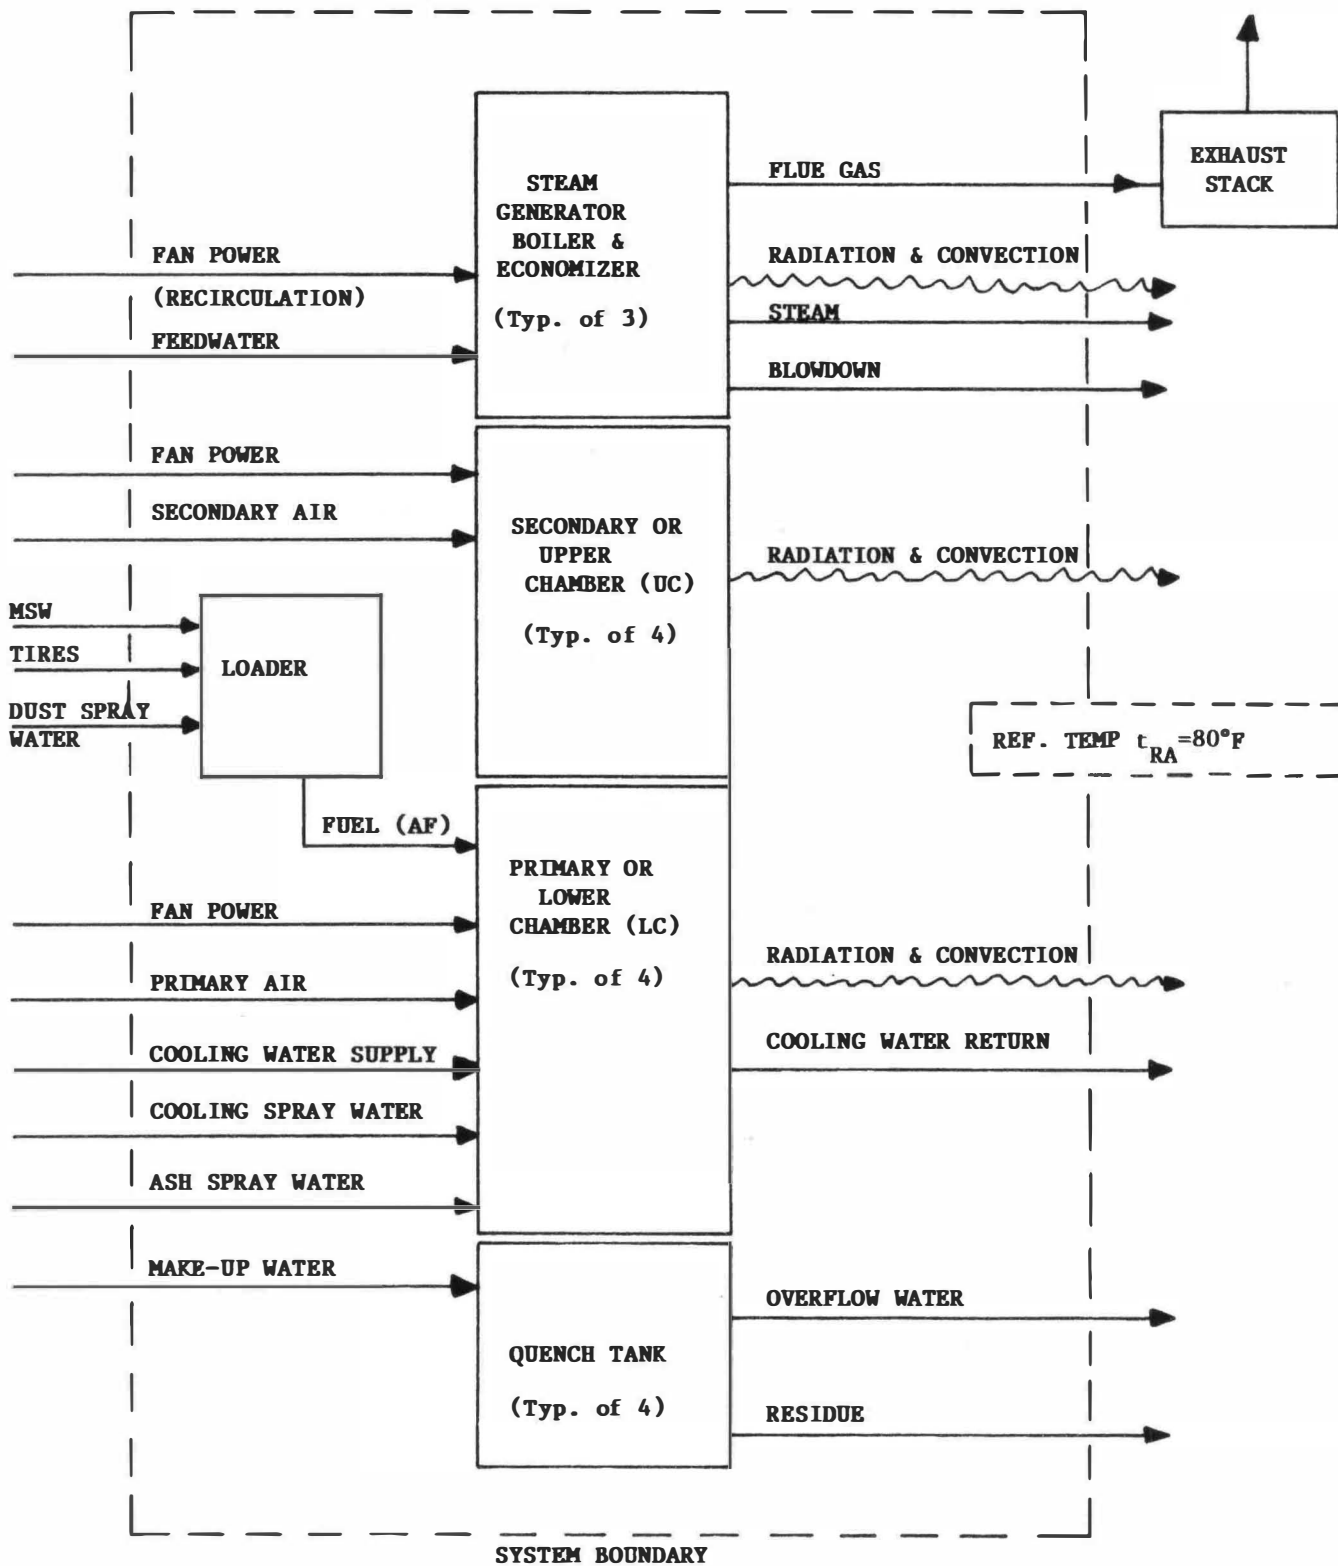 EXHAUST
STACK
STEAM
GENERATOR
BOILER &
ECONOMIZER
(Typ. of 3)
FAN POWER
(RECIRCULATION)
FEEDWATER
FLUE GAS
RADIATION & CONVECTION
STEAM
BLOWDOWN
FAN POWER
SECONDARY AIR
SECONDARY OR
UPPER
CHAMBER (UC)
(Typ. of 4)
RADIATION & CONVECTION
MSW
TIRES
DUST SPRAY
WATER
LOADER
REF. TEMP tRA=80°F
FUEL (AF)
PRIMARY OR
LOWER
CHAMBER (LC)
(Typ. of 4)
FAN POWER
PRIMARY AIR
COOLING WATER SUPPLY
COOLING SPRAY WATER
ASH SPRAY WATER
RADIATION & CONVECTION
COOLING WATER RETURN
MAKE-UP WATER
QUENCH TANK
(Typ. of 4)
OVERFLOW WATER
RESIDUE
SYSTEM BOUNDARY